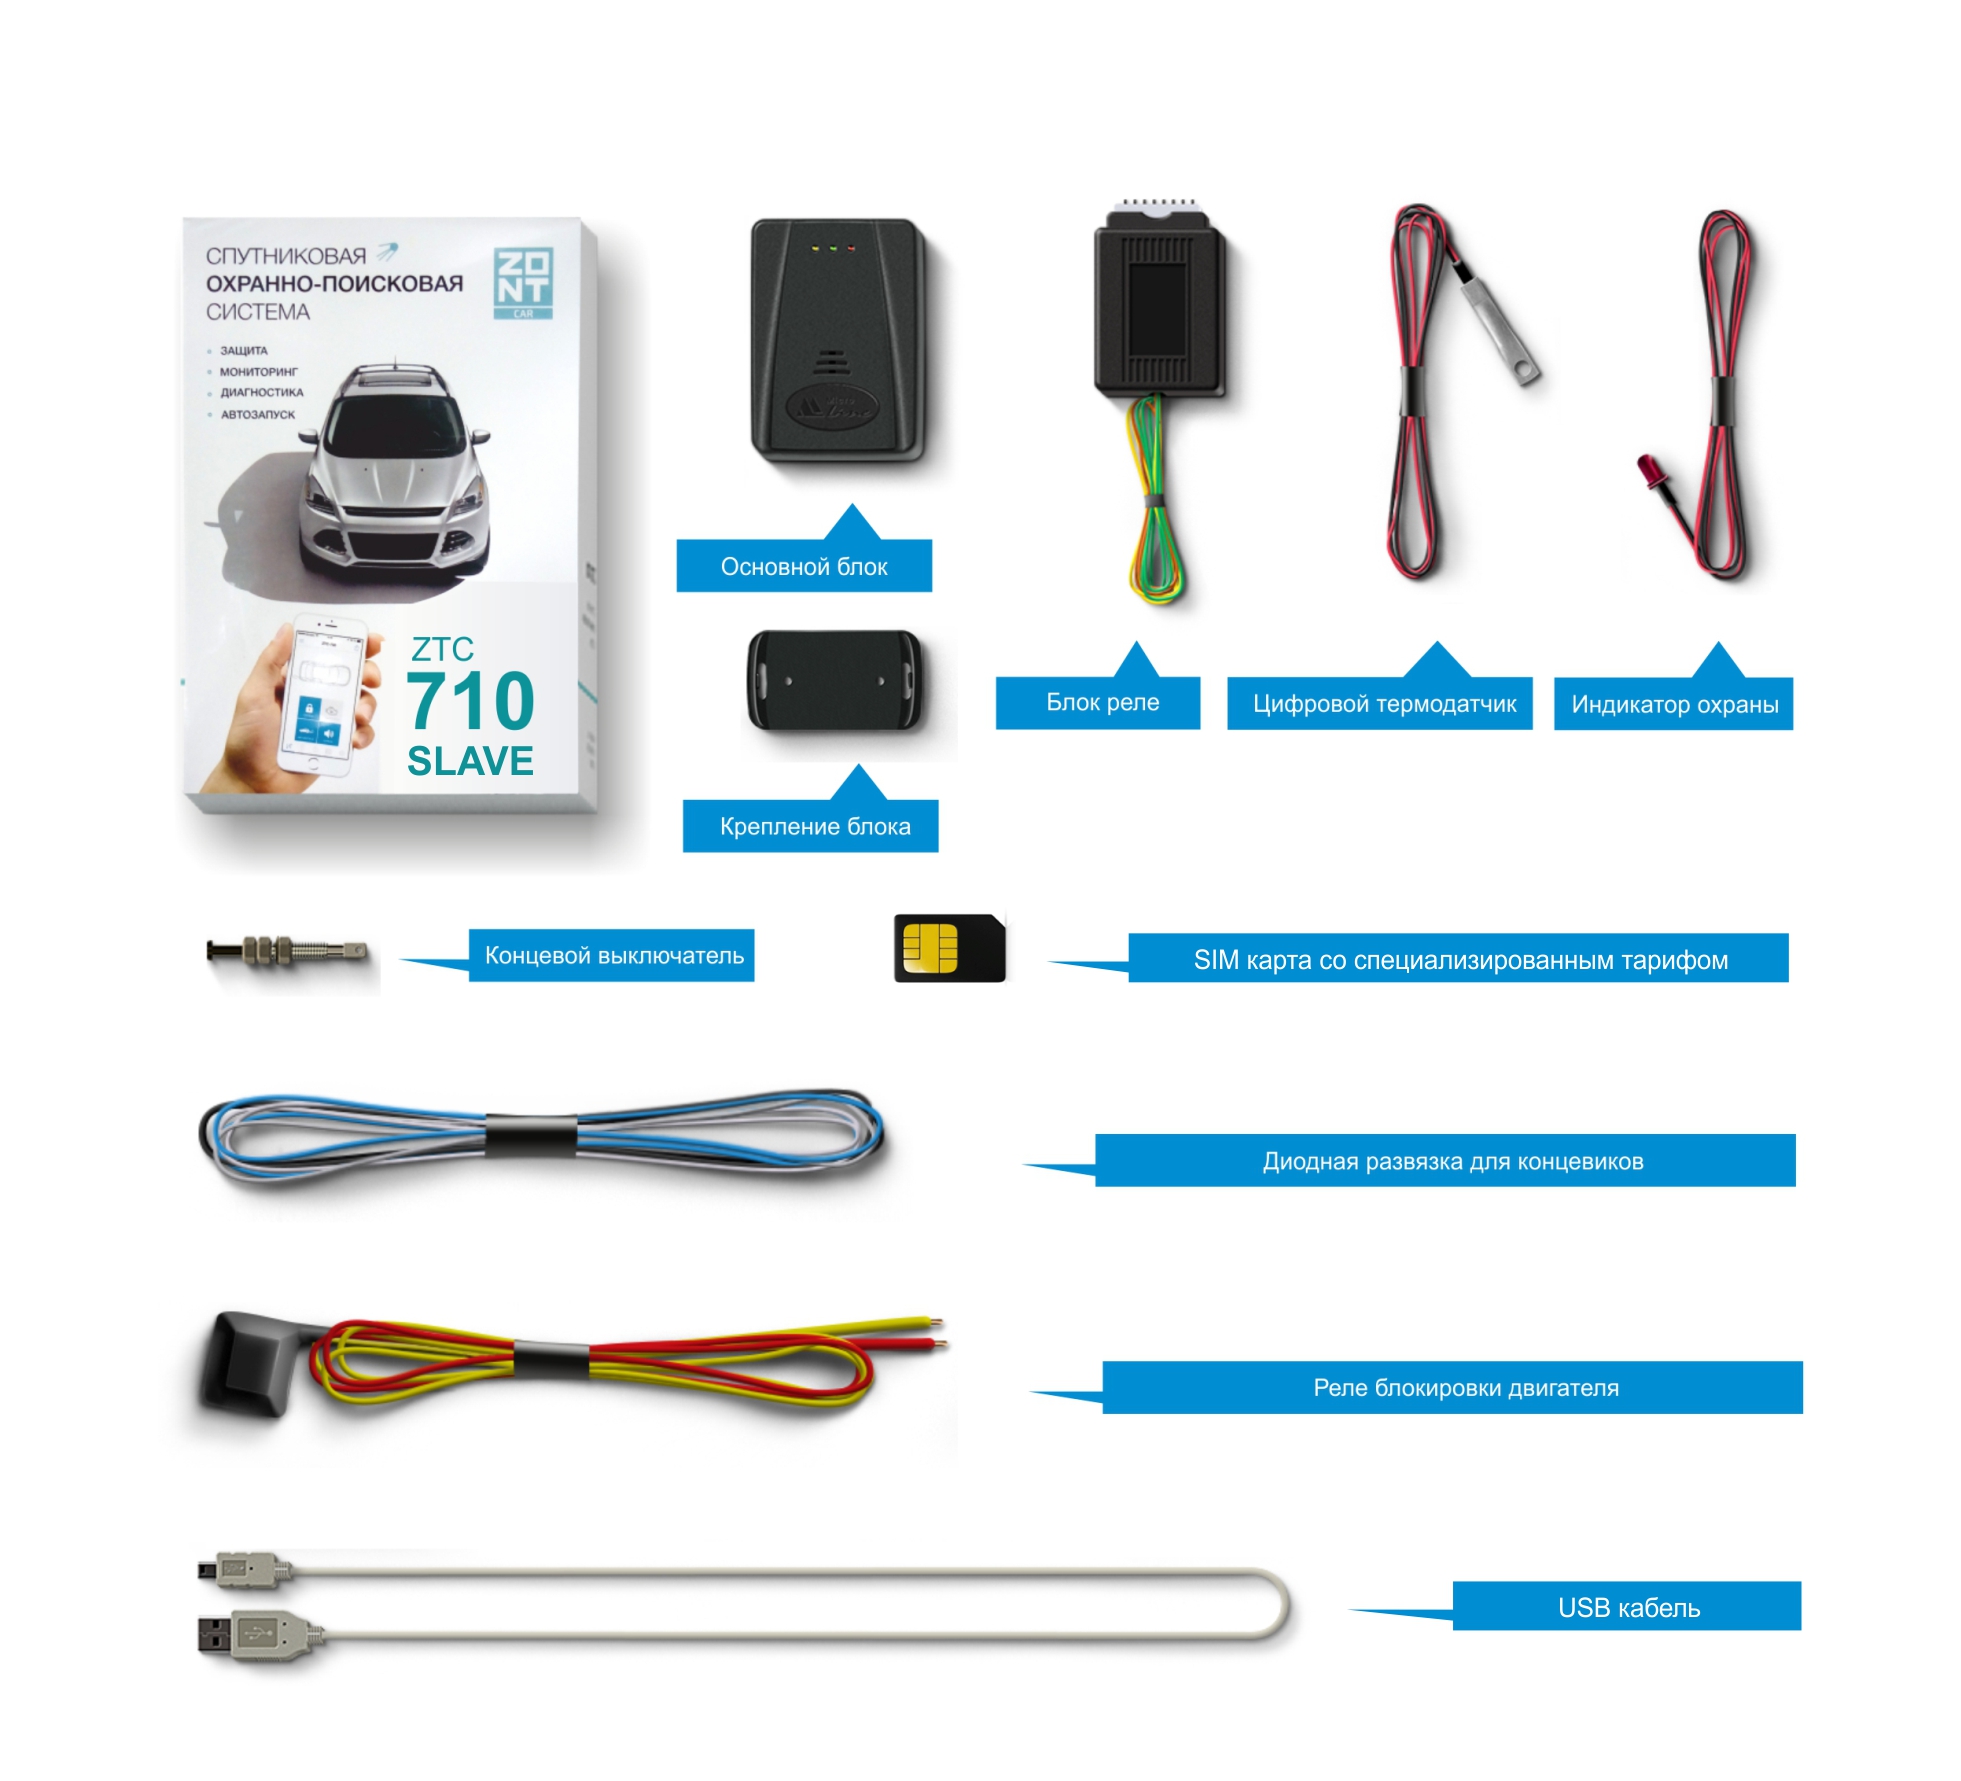 СПУТНИКОВАЯ
ОХРАННО-ПОИСКОВАЯ
СИСТЕМА
ZONT
CAR
ЗАЩИТА
МОНИТОРИНГ
ДИАГНОСТИКА
АВТОЗАПУСК
ZTC
710
SLAVE
Основной блок
Крепление блока
Блок реле
Цифровой термодатчик
Индикатор охраны
Концевой выключатель
SIM карта со специализированным тарифом
Диодная развязка для концевиков
Реле блокировки двигателя
USB кабель